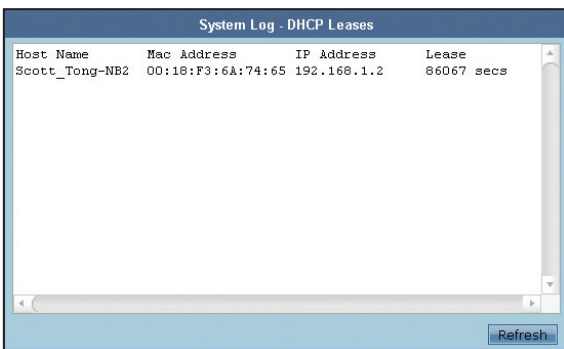 System Log - DHCP Leases
Host Name Mac Address IP Address Lease
Scott_Tong-NB2 00:18:F3:6A:74:65 192.168.1.2 86067 secs
Refresh